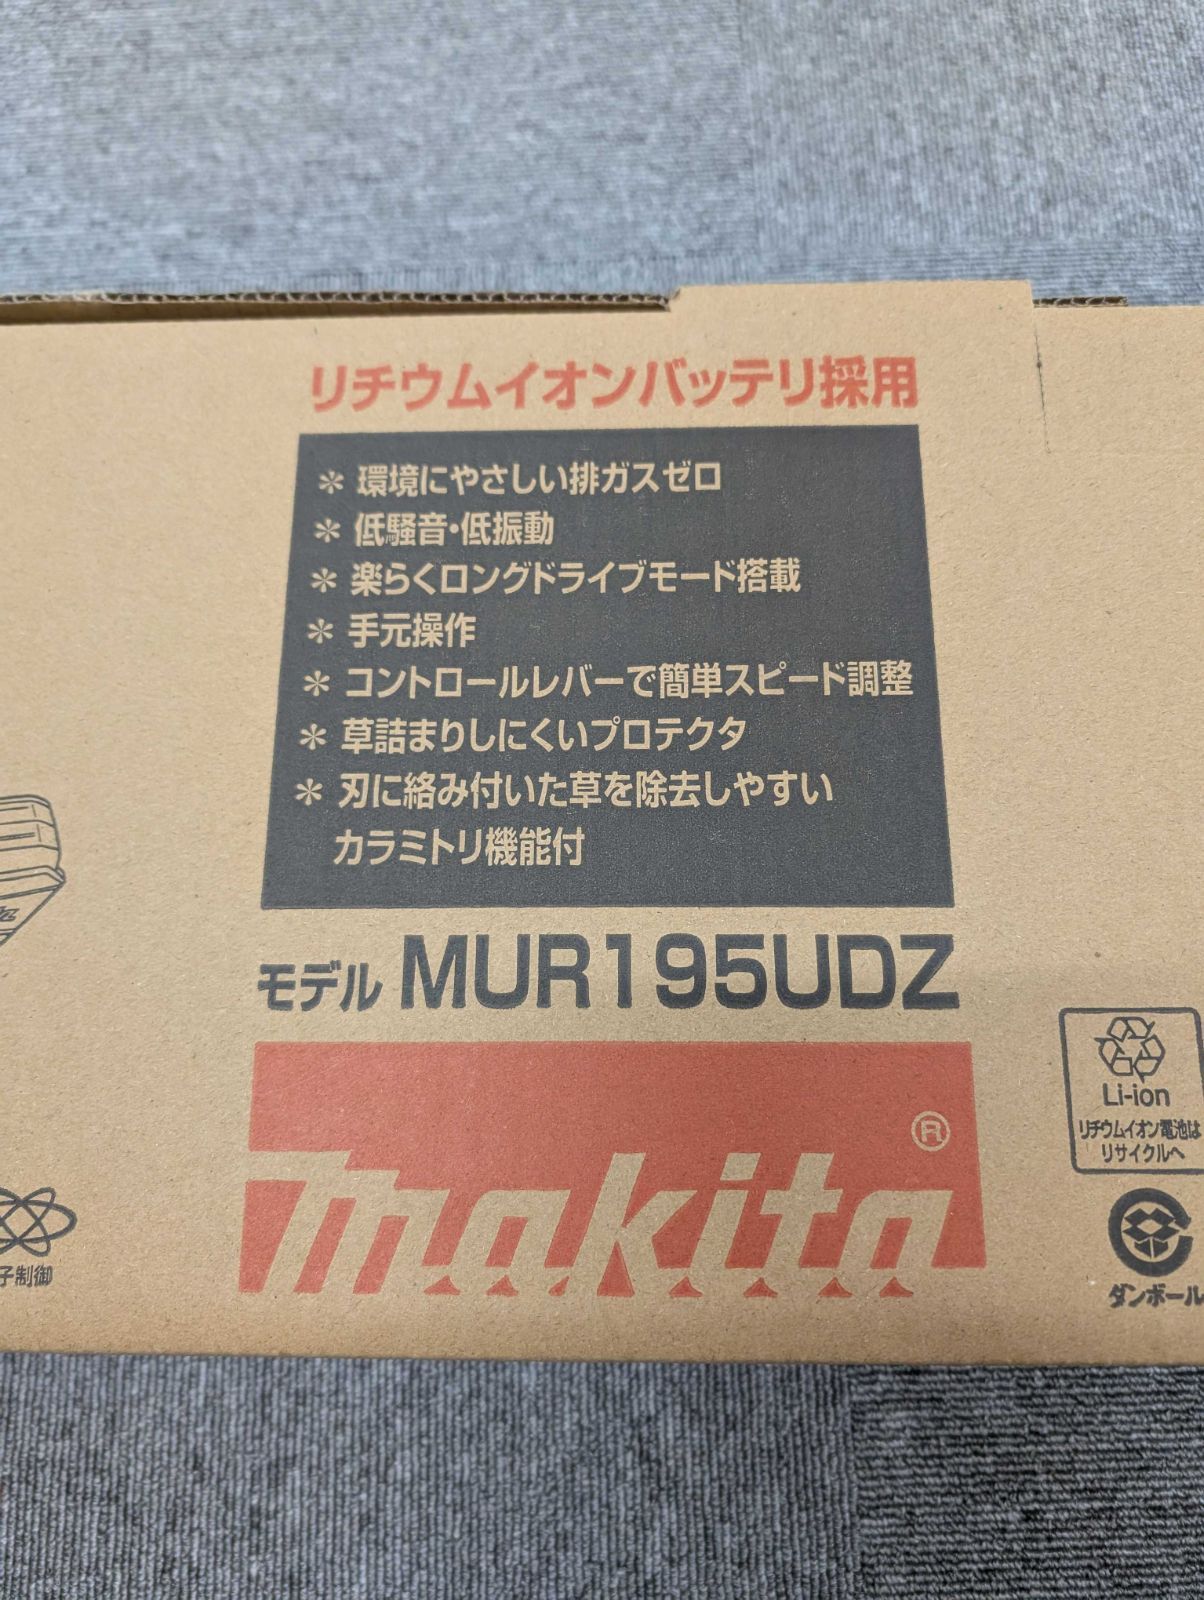 リチウムイオンバッテリ採用
* 環境にやさしい排ガスゼロ
* 低騒音・低振動
* 楽らくロングドライブモード搭載
* 手元操作
* コントロールレバーで簡単スピード調整
* 草詰まりしにくいプロテクタ
* 刃に絡み付いた草を除去しやすい
カラミトリ機能付
モデル MUR195UDZ
makita®
Li-ion
リチウムイオン電池は
リサイクルへ
子制御
ダンボール